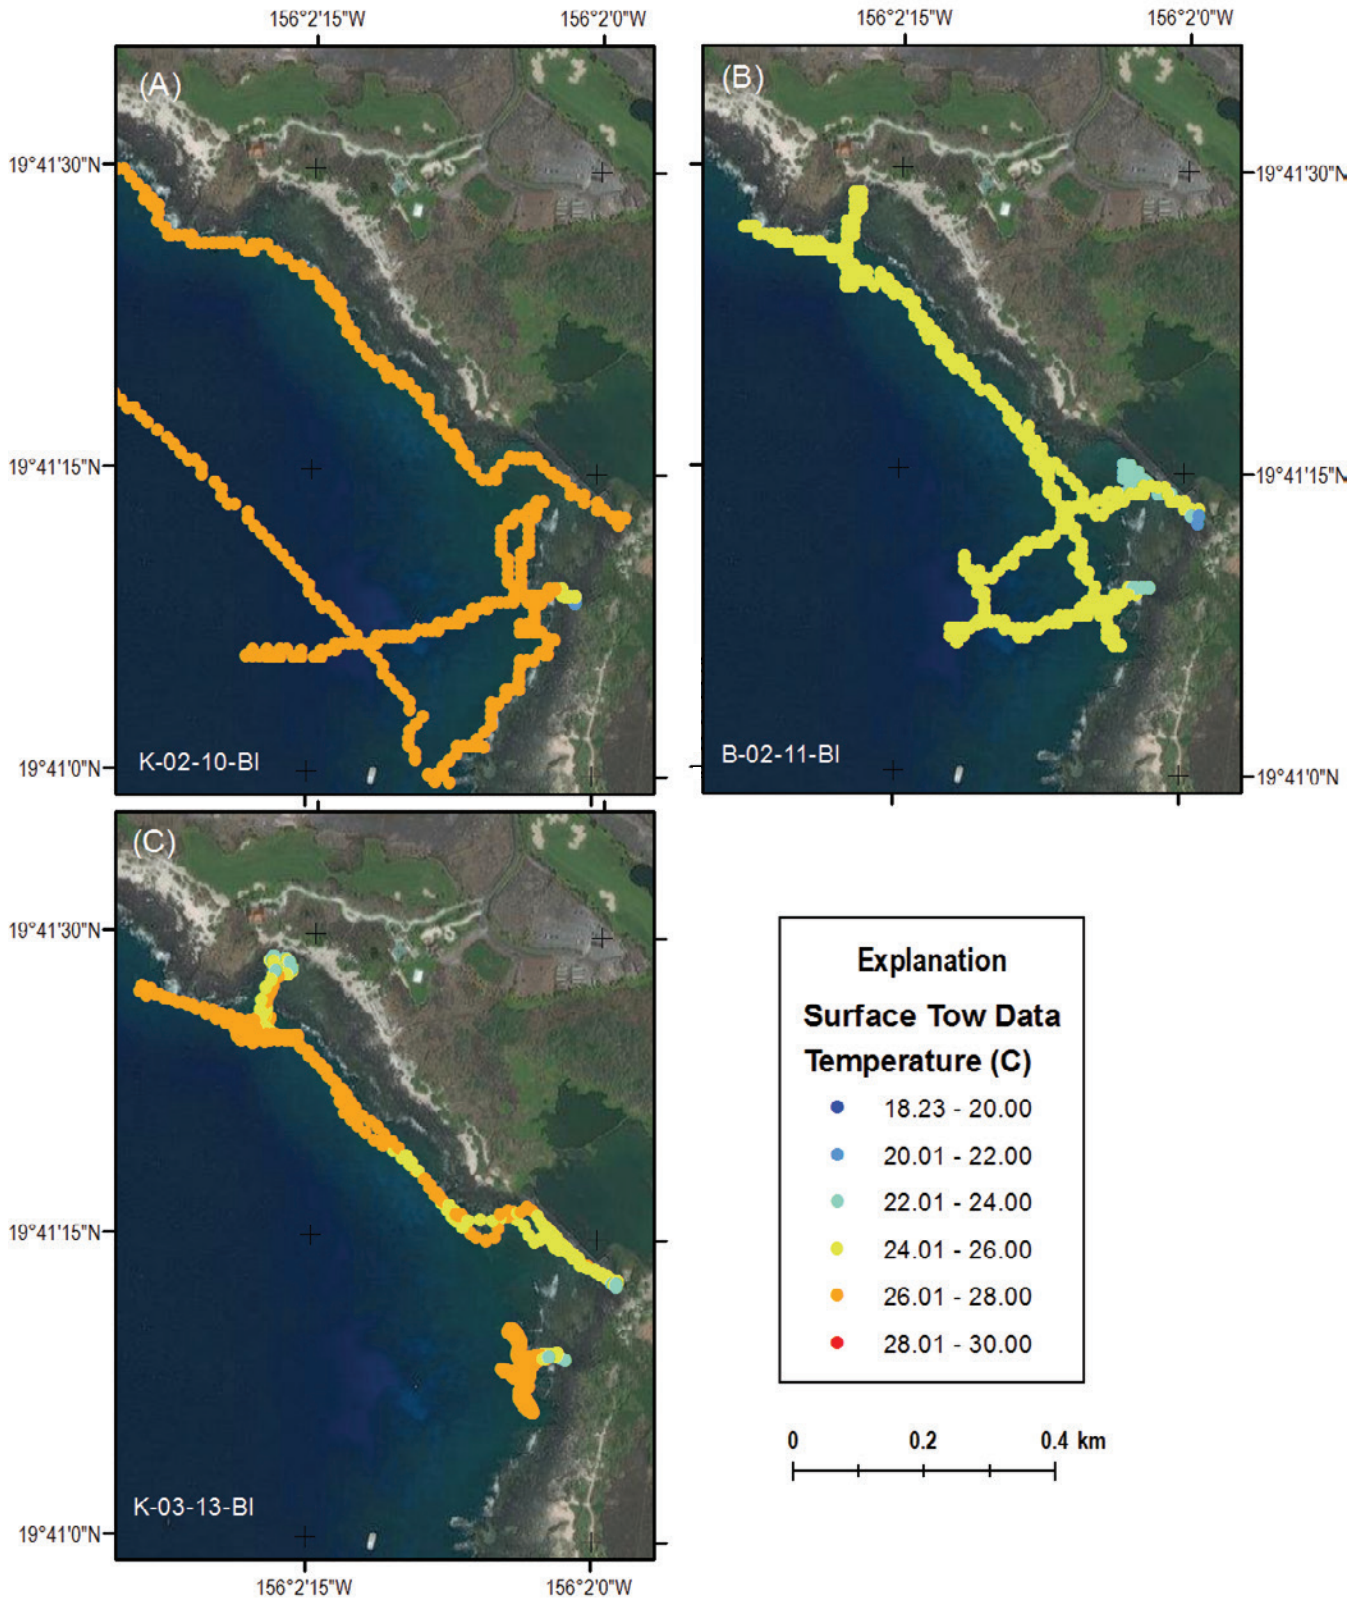 156°2'15"W 156°2'0"W 156°2'15"W 156°2'0"W
(A) (B)
19°41'30"N 19°41'30"N
19°41'15"N 19°41'15"N
K-02-10-BI B-02-11-BI
19°41'0"N 19°41'0"N
(C)
19°41'30"N
19°41'15"N
K-03-13-BI
19°41'0"N
156°2'15"W 156°2'0"W
Explanation
Surface Tow Data
Temperature (C)
18.23 - 20.00
20.01 - 22.00
22.01 - 24.00
24.01 - 26.00
26.01 - 28.00
28.01 - 30.00
0 0.2 0.4 km